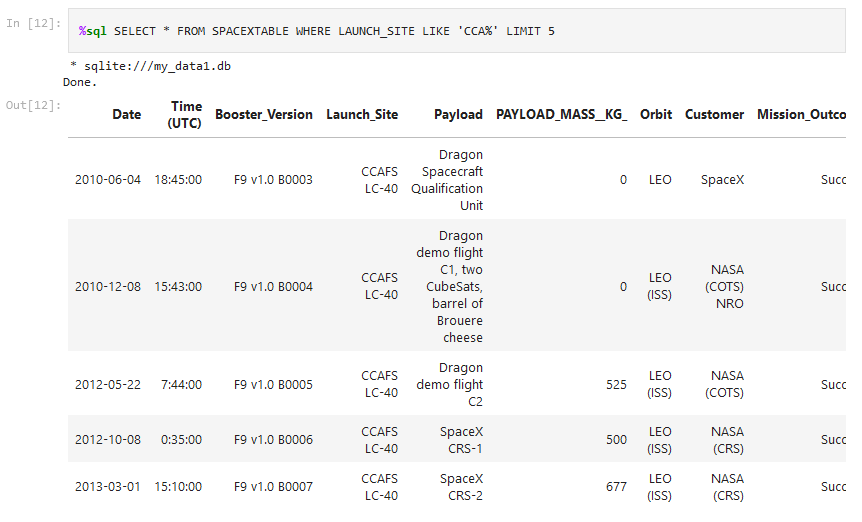 In [12]: %sql SELECT * FROM SPACEXTABLE WHERE LAUNCH_SITE LIKE 'CCA%' LIMIT 5
* sqlite:///my_data1.db
Done.
Out[12]:
Date Time (UTC) Booster_Version Launch_Site Payload PAYLOAD_MASS__KG_ Orbit Customer Mission_Outco
2010-06-04 18:45:00 F9 v1.0 B0003 CCAFS LC-40 Dragon Spacecraft Qualification Unit 0 LEO SpaceX Succ
2010-12-08 15:43:00 F9 v1.0 B0004 CCAFS LC-40 Dragon demo flight C1, two CubeSats, barrel of Brouere cheese 0 LEO (ISS) NASA (COTS) NRO Succ
2012-05-22 7:44:00 F9 v1.0 B0005 CCAFS LC-40 Dragon demo flight C2 525 LEO (ISS) NASA (COTS) Succ
2012-10-08 0:35:00 F9 v1.0 B0006 CCAFS LC-40 SpaceX CRS-1 500 LEO (ISS) NASA (CRS) Succ
2013-03-01 15:10:00 F9 v1.0 B0007 CCAFS LC-40 SpaceX CRS-2 677 LEO (ISS) NASA (CRS) Succ